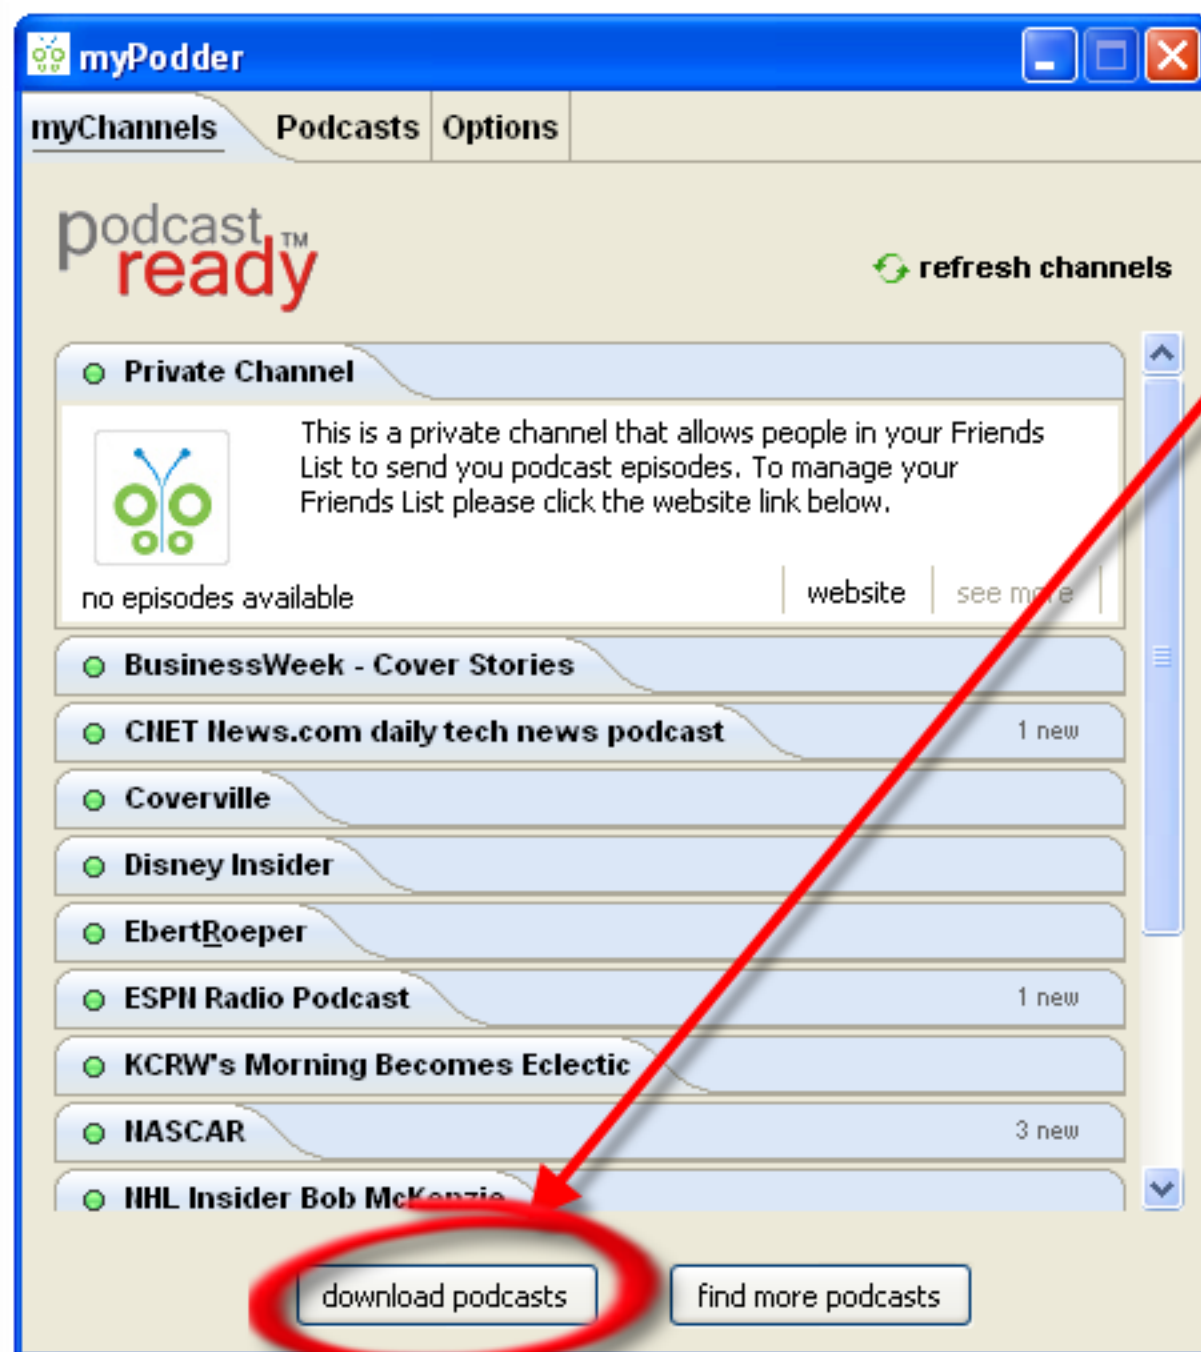 myPodder
myChannels Podcasts Options
podcast™
ready
refresh channels
Private Channel
This is a private channel that allows people in your Friends
List to send you podcast episodes. To manage your
Friends List please click the website link below.
no episodes available website see more
BusinessWeek - Cover Stories
CNET News.com daily tech news podcast 1 new
Coverville
Disney Insider
EbertRoeper
ESPN Radio Podcast 1 new
KCRW's Morning Becomes Eclectic
NASCAR 3 new
NHL Insider Bob McKenzie
download podcasts find more podcasts